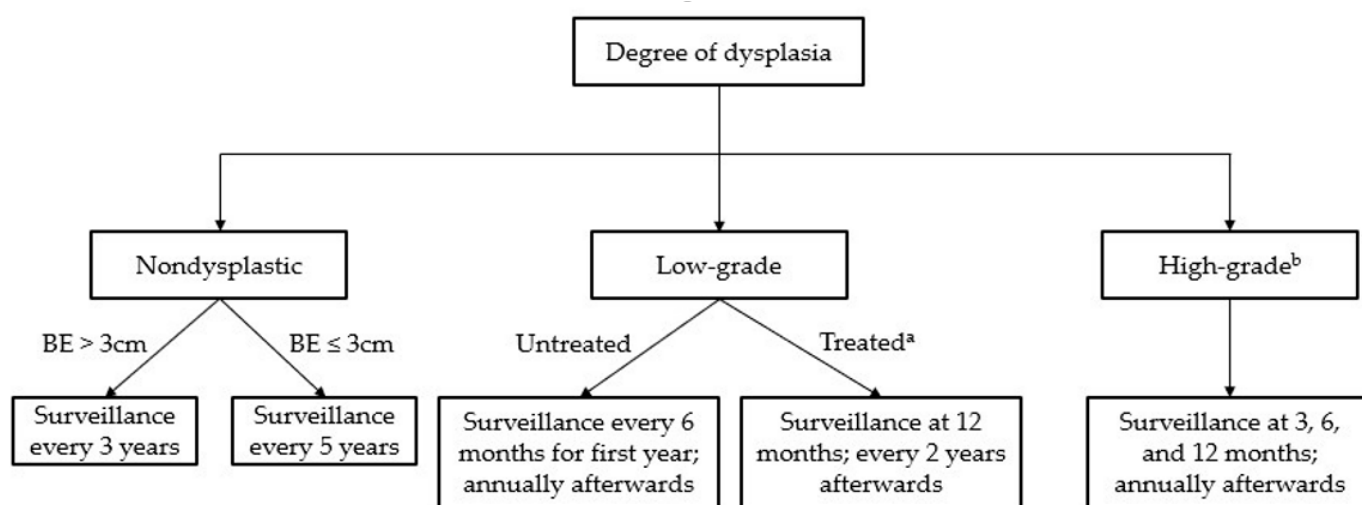 Degree of dysplasia
Nondysplastic
Low-grade
High-gradeᵇ
BE > 3cm
BE ≤ 3cm
Untreated
Treatedᵃ
Surveillance
every 3 years
Surveillance
every 5 years
Surveillance every 6
months for first year;
annually afterwards
Surveillance at 12
months; every 2 years
afterwards
Surveillance at 3, 6,
and 12 months;
annually afterwards